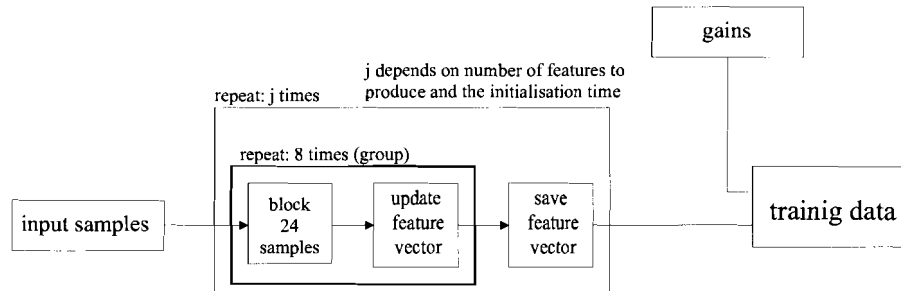 gains
j depends on number of features to
produce and the initialisation time
repeat: j times
repeat: 8 times (group)
input samples
block
24
samples
update
feature
vector
save
feature
vector
trainig data